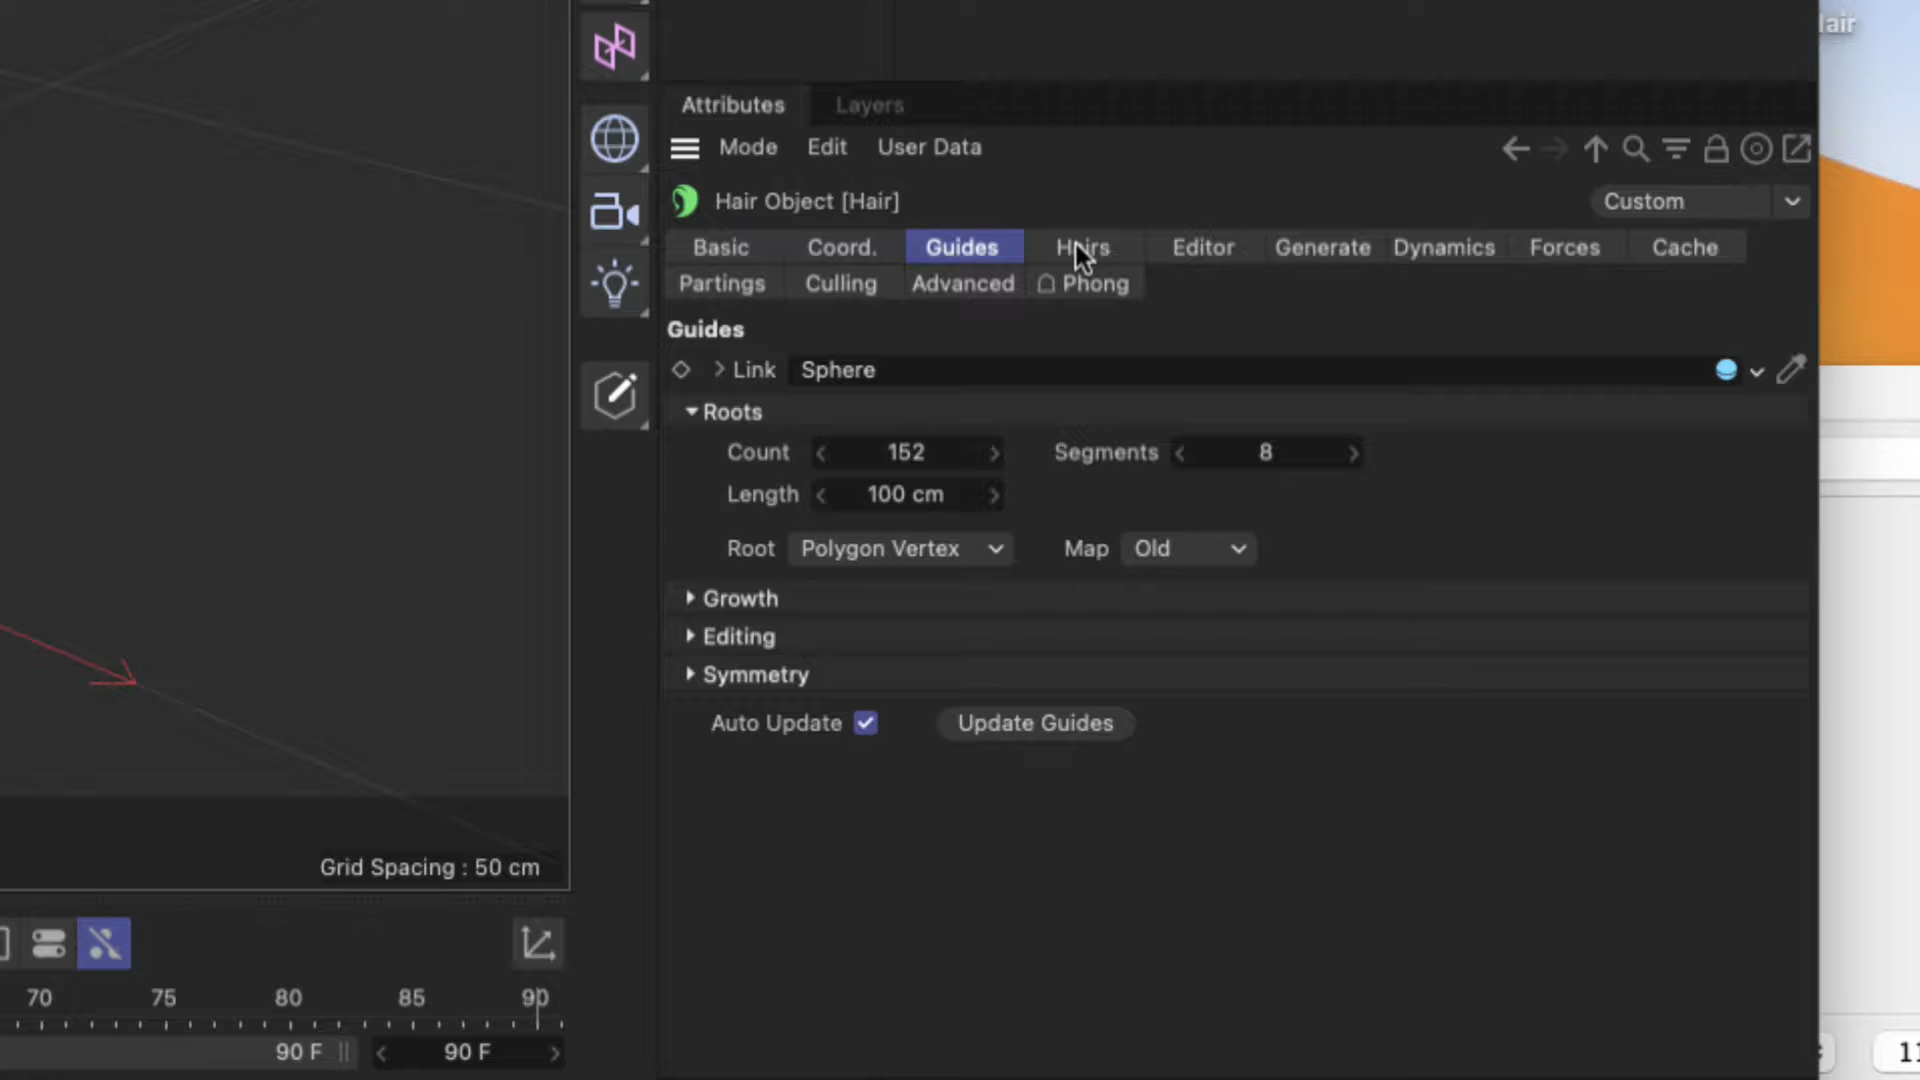 Attributes Layers
Mode Edit User Data
Hair Object [Hair] Custom
Basic Coord. Guides Hairs Editor Generate Dynamics Forces Cache
Partings Culling Advanced Phong
Guides
Link Sphere
Roots
Count 152 Segments 8
Length 100 cm
Root Polygon Vertex Map Old
Growth
Editing
Symmetry
Auto Update Update Guides
Grid Spacing : 50 cm
70 75 80 85 90
90 F 90 F